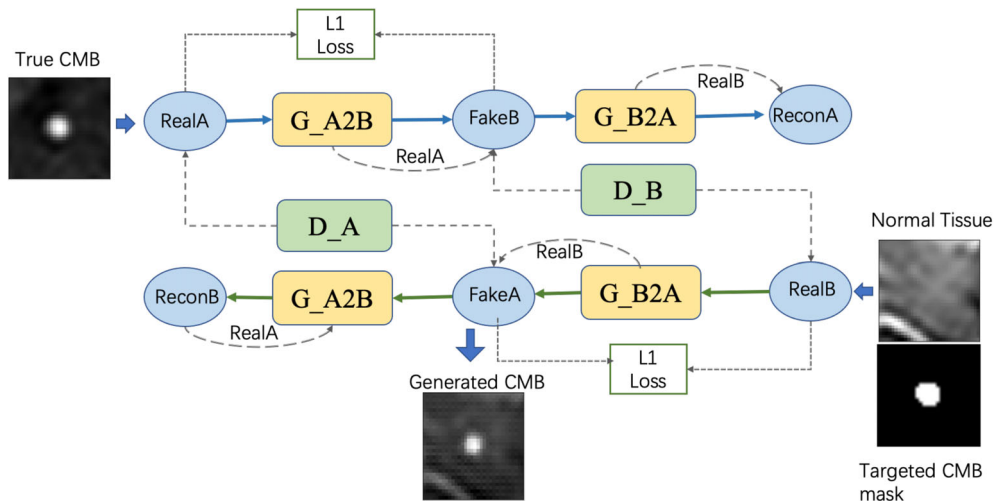 L1
Loss
True CMB
RealA
G_A2B
FakeB
G_B2A
RealB
ReconA
RealA
D_B
D_A
Normal Tissue
RealB
ReconB
G_A2B
FakeA
G_B2A
RealB
RealA
L1
Loss
Generated CMB
Targeted CMB
mask